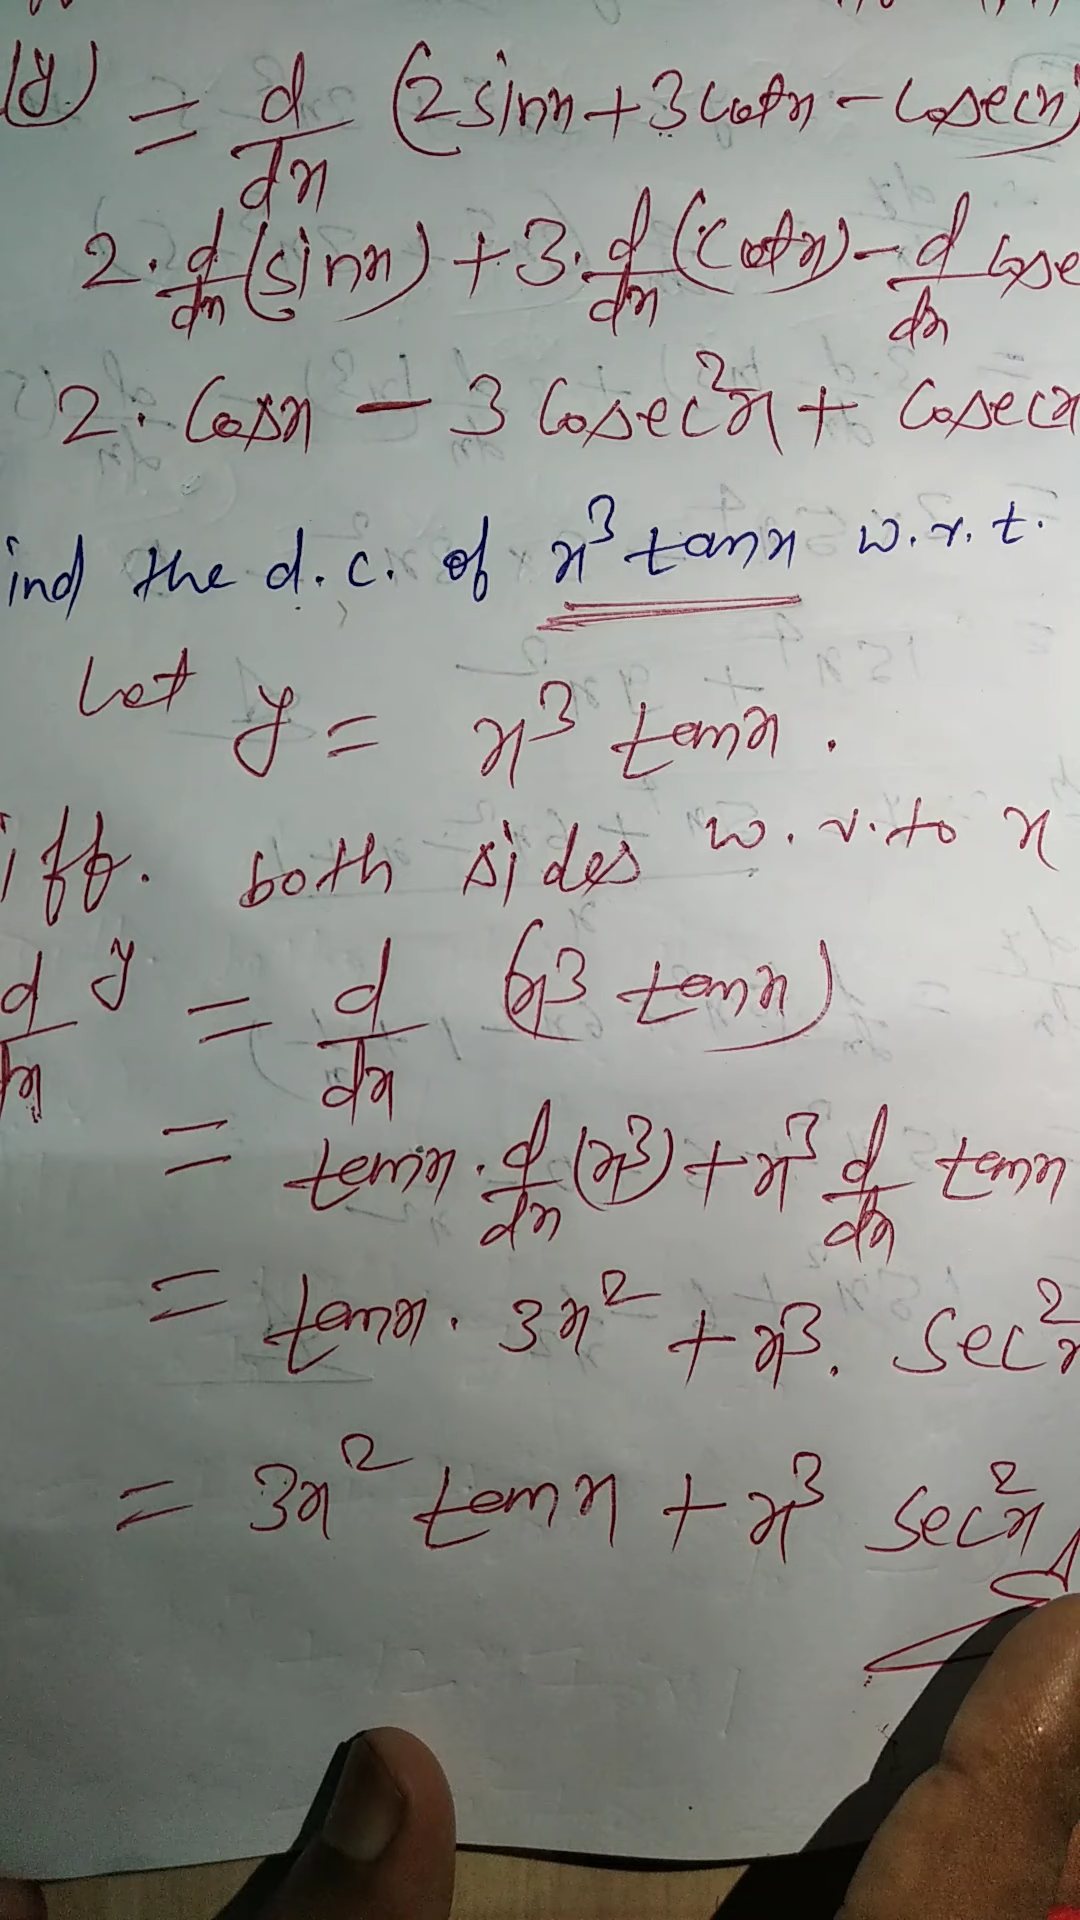 (y) = d/dx (2 sinx + 3 cotx - cosecx)
2. d/dx (sinx) + 3. d/dx (cotx) - d/dx cose
2. cosx - 3 cosec²x + cosecx
ind the d.c. of x³ tanx w.r.t.
Let y = x³ tanx.
iff. both sides w.r.to x
d/dx y = d/dx (x³ tanx)
= tanx. d/dx (x³) + x³ d/dx tanx
= tanx. 3x² + x³. sec²x
= 3x² tanx + x³ sec²x